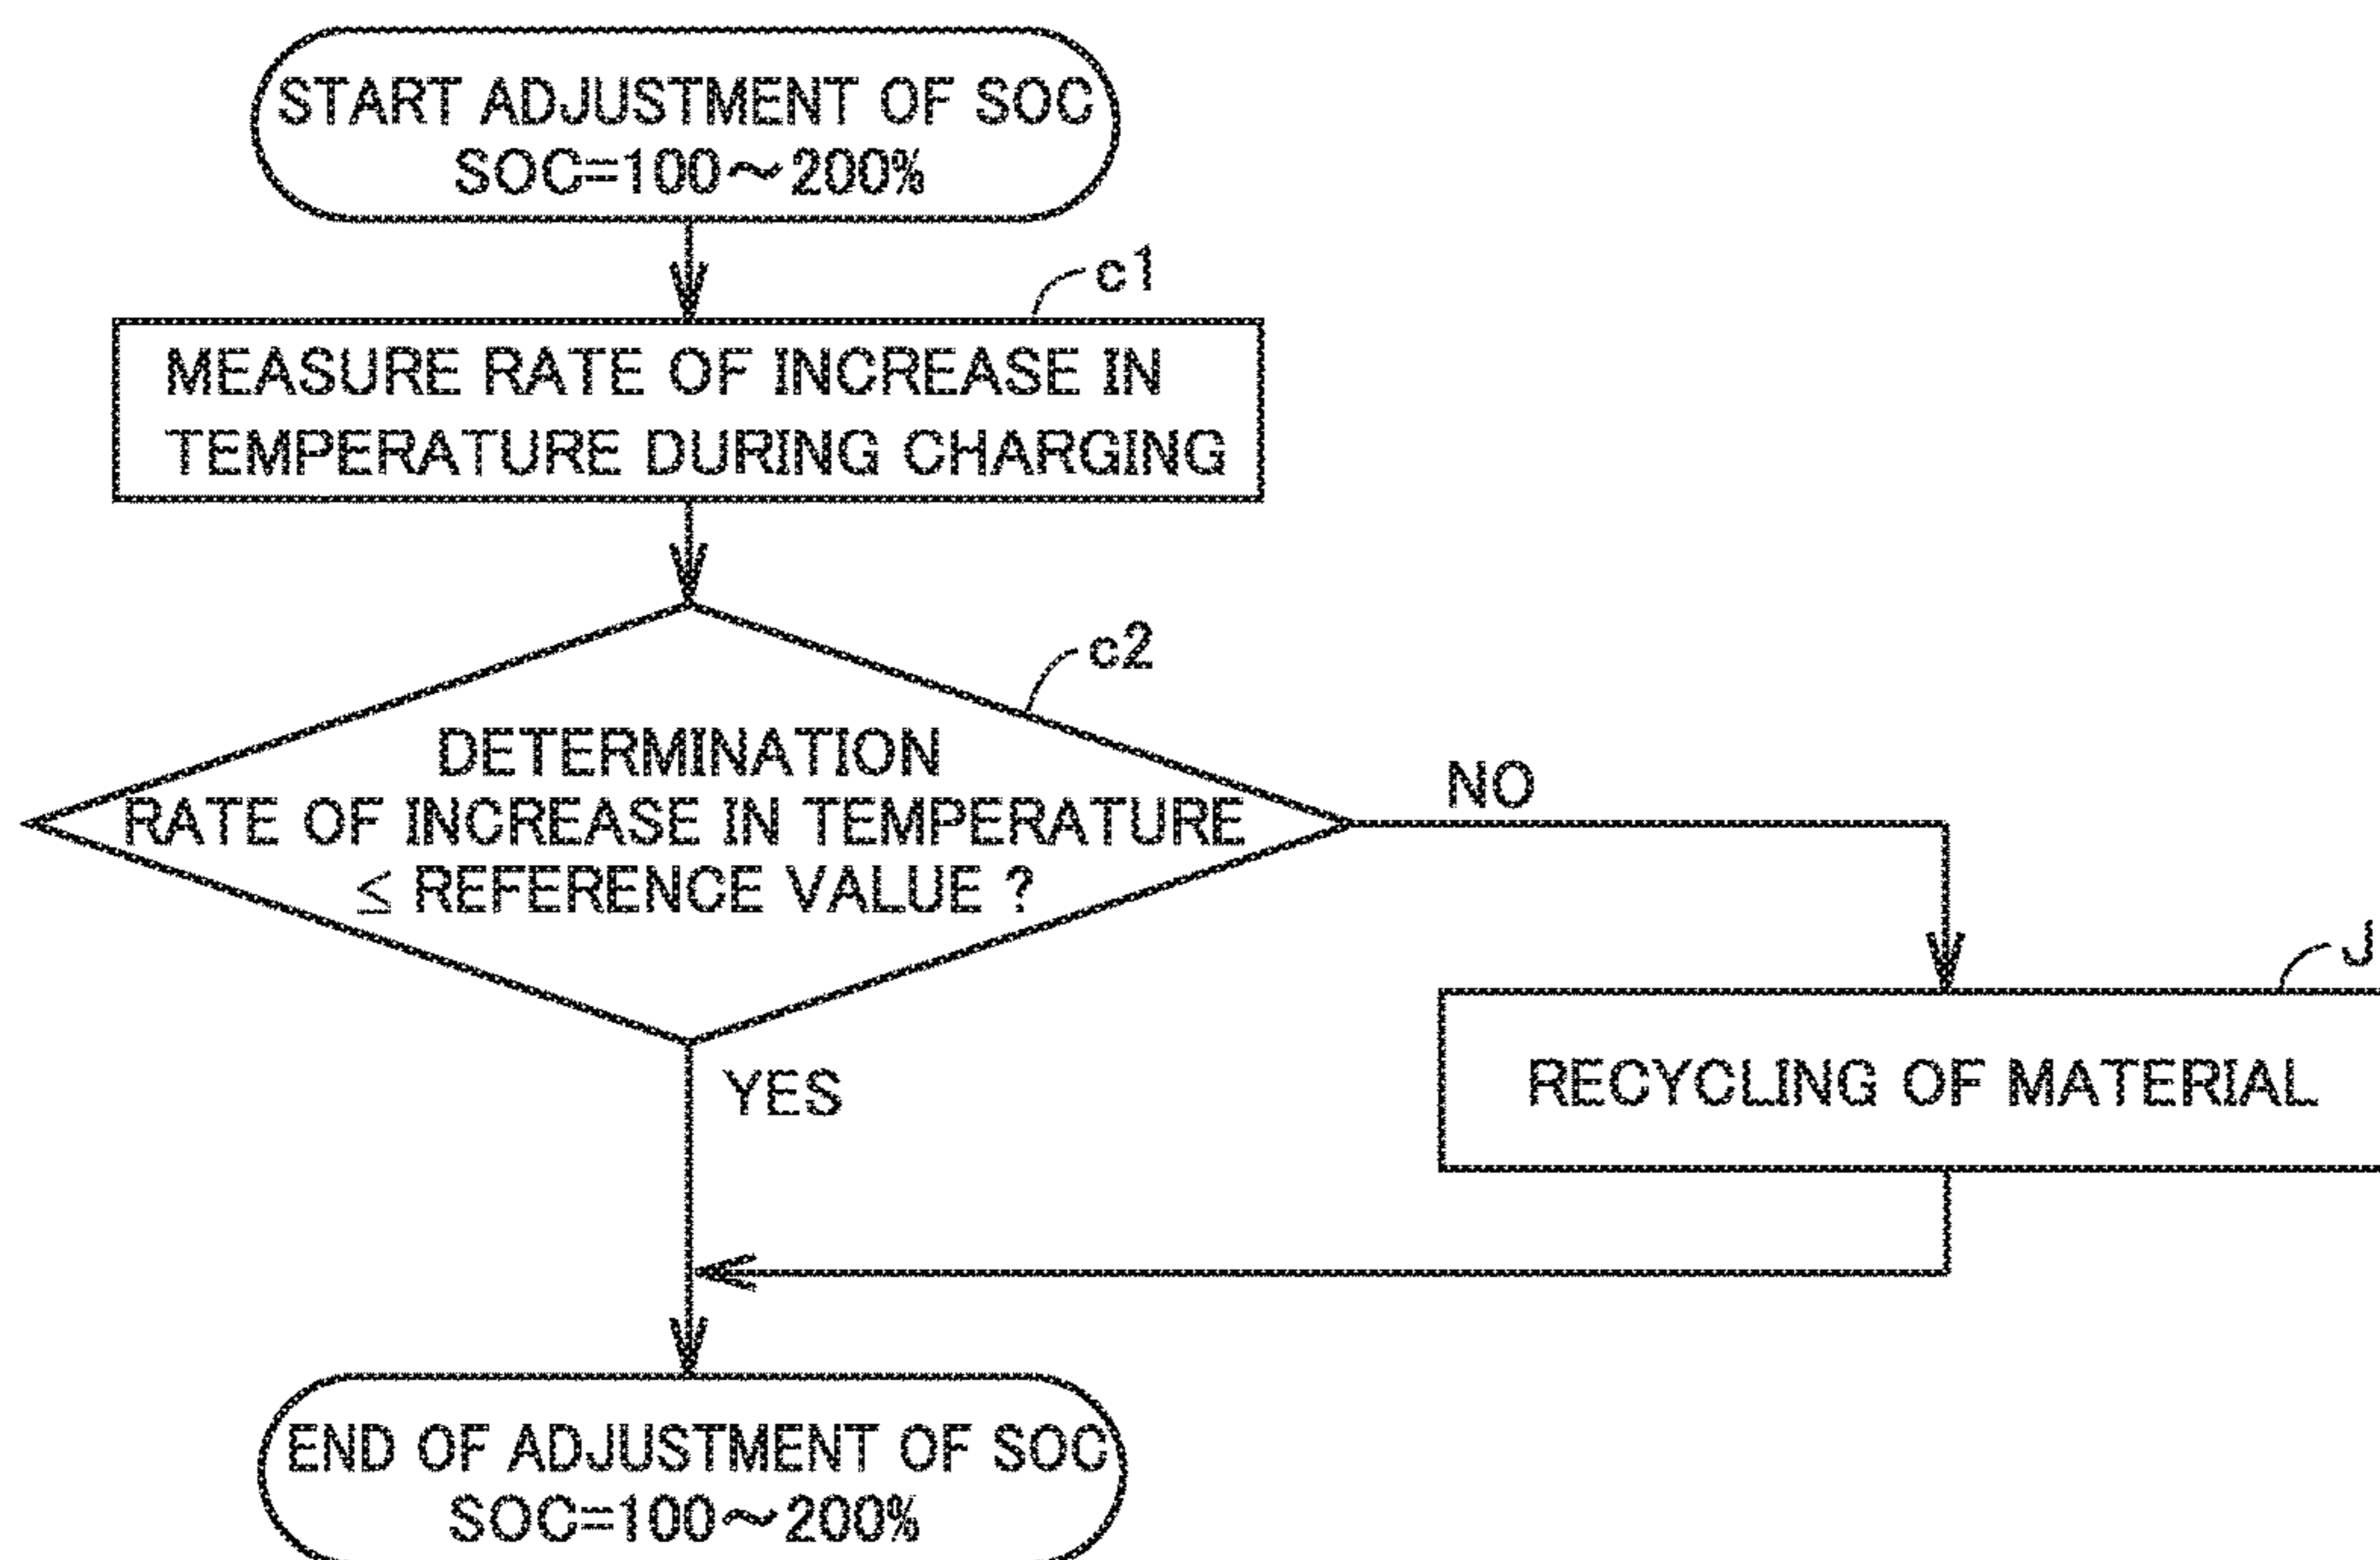 START ADJUSTMENT OF SOC
SOC=100~200%
c1
MEASURE RATE OF INCREASE IN
TEMPERATURE DURING CHARGING
c2
DETERMINATION
RATE OF INCREASE IN TEMPERATURE
≤ REFERENCE VALUE ?
NO
J
RECYCLING OF MATERIAL
YES
END OF ADJUSTMENT OF SOC
SOC=100~200%